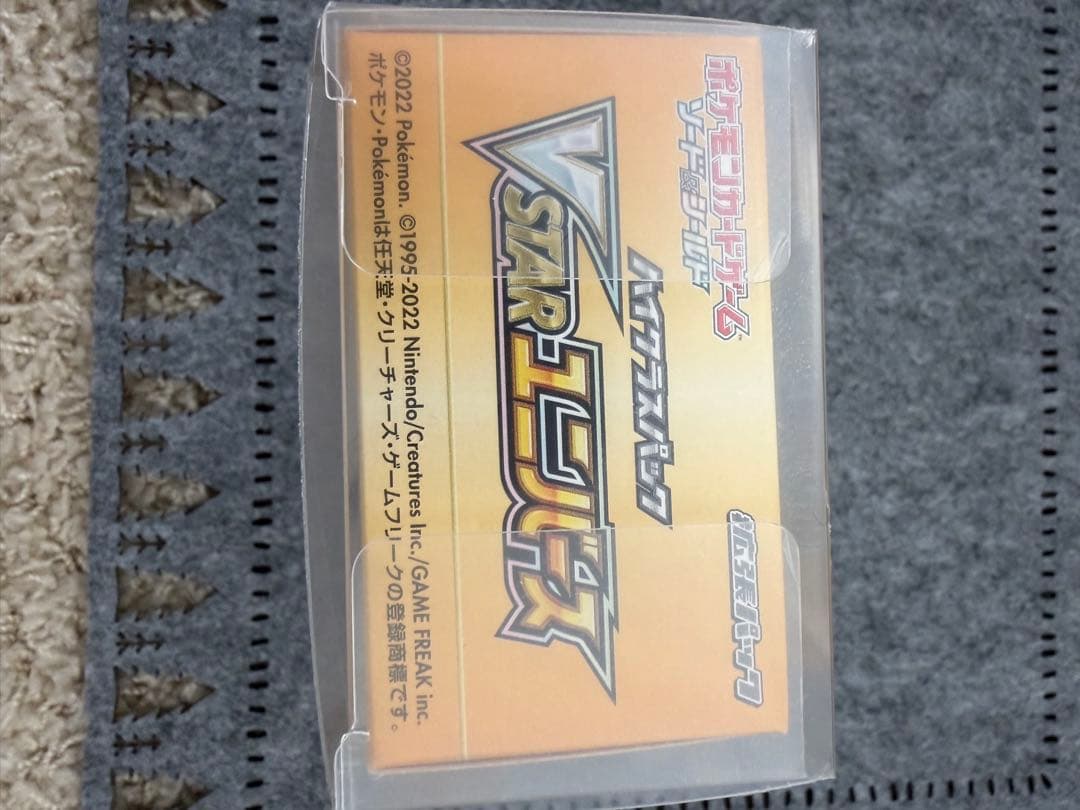 ポケモンカードゲーム™
ソード&シールド
拡張パック
ハイクラスパック
VSTARユニバース
©2022 Pokémon. ©1995-2022 Nintendo/Creatures Inc./GAME FREAK inc.
ポケモン・Pokémonは任天堂・クリーチャーズ・ゲームフリークの登録商標です。